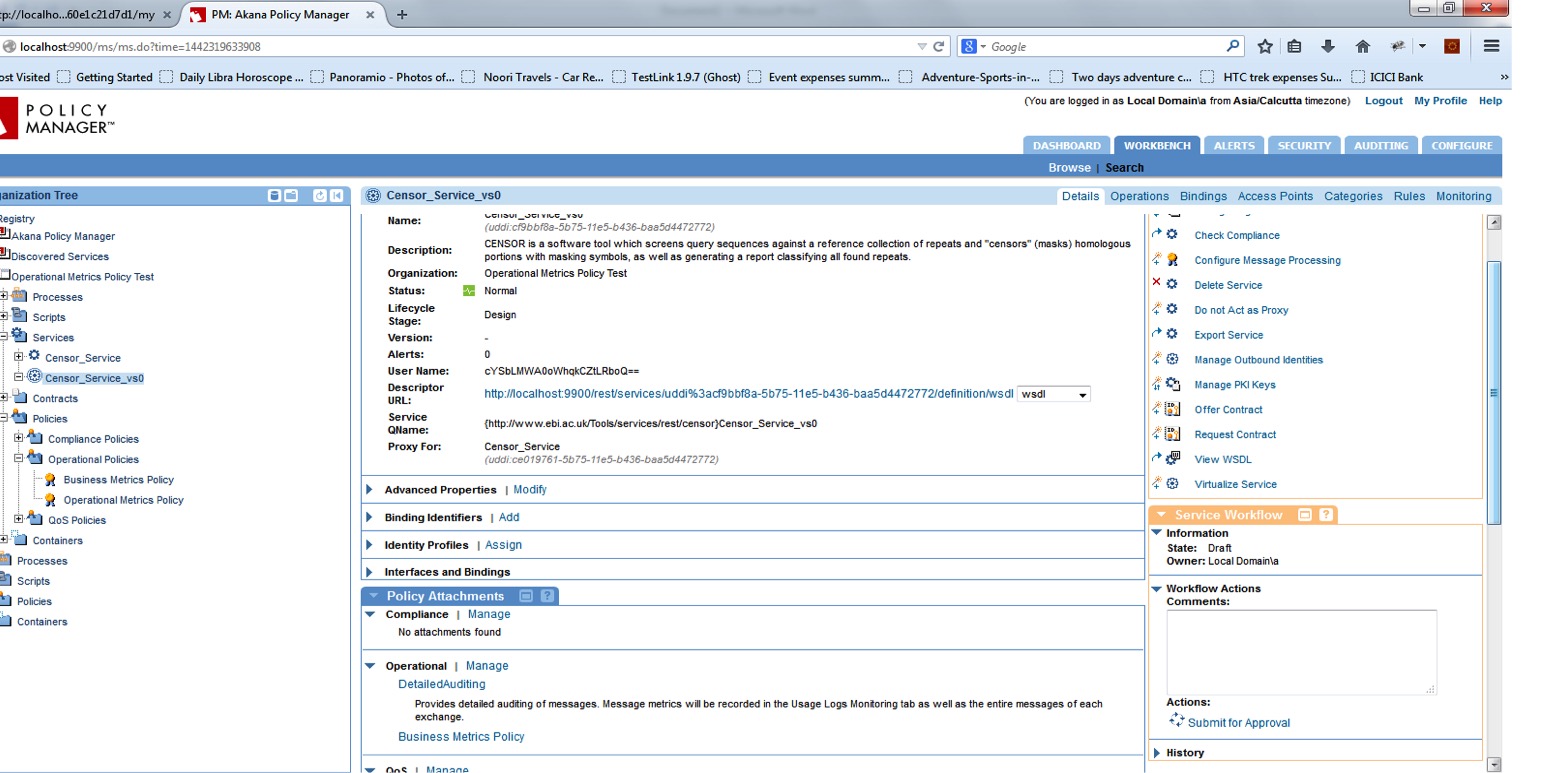 tp://localho...60e1c21d7d1/my
PM: Akana Policy Manager
localhost:9900/ms/ms.do?time=1442319633908
Google
ost Visited
Getting Started
Daily Libra Horoscope ...
Panoramio - Photos of...
Noori Travels - Car Re...
TestLink 1.9.7 (Ghost)
Event expenses summ...
Adventure-Sports-in-...
Two days adventure c...
HTC trek expenses Su...
ICICI Bank
POLICY
MANAGER™
(You are logged in as Local Domain\a from Asia/Calcutta timezone)
Logout
My Profile
Help
DASHBOARD
WORKBENCH
ALERTS
SECURITY
AUDITING
CONFIGURE
Browe | Search
ganization Tree
Registry
Akana Policy Manager
Discovered Services
Operational Metrics Policy Test
Processes
Scripts
Services
Censor_Service
Censor_Service_vs0
Contracts
Policies
Compliance Policies
Operational Policies
Business Metrics Policy
Operational Metrics Policy
QoS Policies
Containers
Processes
Scripts
Policies
Containers
Censor_Service_vs0
Details
Operations
Bindings
Access Points
Categories
Rules
Monitoring
Name: Censor_Service_vs0
(uddi:cf9bbf8a-5b75-11e5-b436-baa5d4472772)
Description: CENSOR is a software tool which screens query sequences against a reference collection of repeats and "censors" (masks) homologous
portions with masking symbols, as well as generating a report classifying all found repeats.
Organization: Operational Metrics Policy Test
Status: Normal
Lifecycle
Stage: Design
Version: -
Alerts: 0
User Name: cYSbLMWA0oWhqkCZtLRboQ==
Descriptor
URL: http://localhost:9900/rest/services/uddi%3acf9bbf8a-5b75-11e5-b436-baa5d4472772/definition/wsdl wsdl
Service
QName: {http://www.ebi.ac.uk/Tools/services/rest/censor}Censor_Service_vs0
Proxy For: Censor_Service
(uddi:ce019761-5b75-11e5-b436-baa5d4472772)
Advanced Properties | Modify
Binding Identifiers | Add
Identity Profiles | Assign
Interfaces and Bindings
Policy Attachments
Compliance | Manage
No attachments found
Operational | Manage
DetailedAuditing
Provides detailed auditing of messages. Message metrics will be recorded in the Usage Logs Monitoring tab as well as the entire messages of each
exchange.
Business Metrics Policy
QoS | Manage
Check Compliance
Configure Message Processing
Delete Service
Do not Act as Proxy
Export Service
Manage Outbound Identities
Manage PKI Keys
Offer Contract
Request Contract
View WSDL
Virtualize Service
Service Workflow
Information
State: Draft
Owner: Local Domain\a
Workflow Actions
Comments:
Actions:
Submit for Approval
History